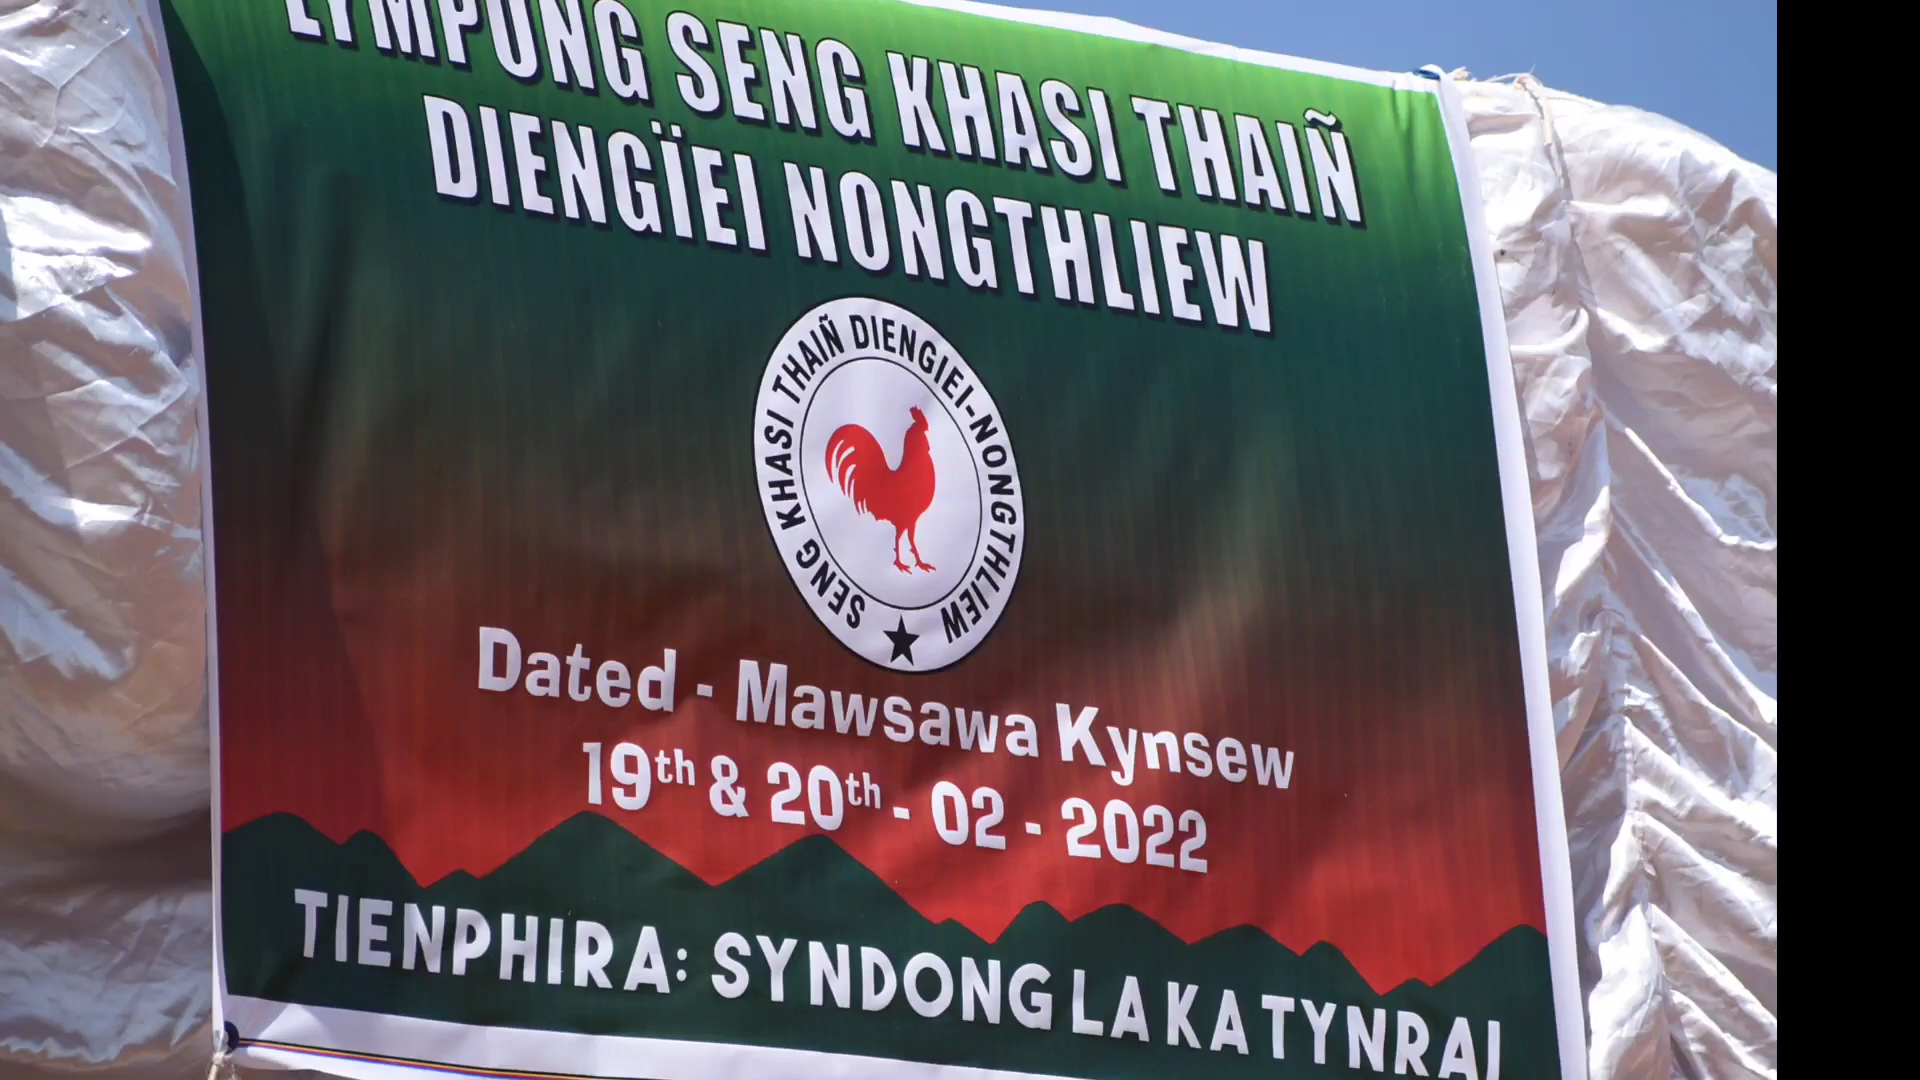 LYMPUNG SENG KHASI THAIÑ
DIENGÏEI NONGTHLIEW
SENG KHASI THAIÑ DIENGIEI-NONGTHLIEW
Dated - Mawsawa Kynsew
19th & 20th - 02 - 2022
TIENPHIRA: SYNDONG LA KA TYNRAI